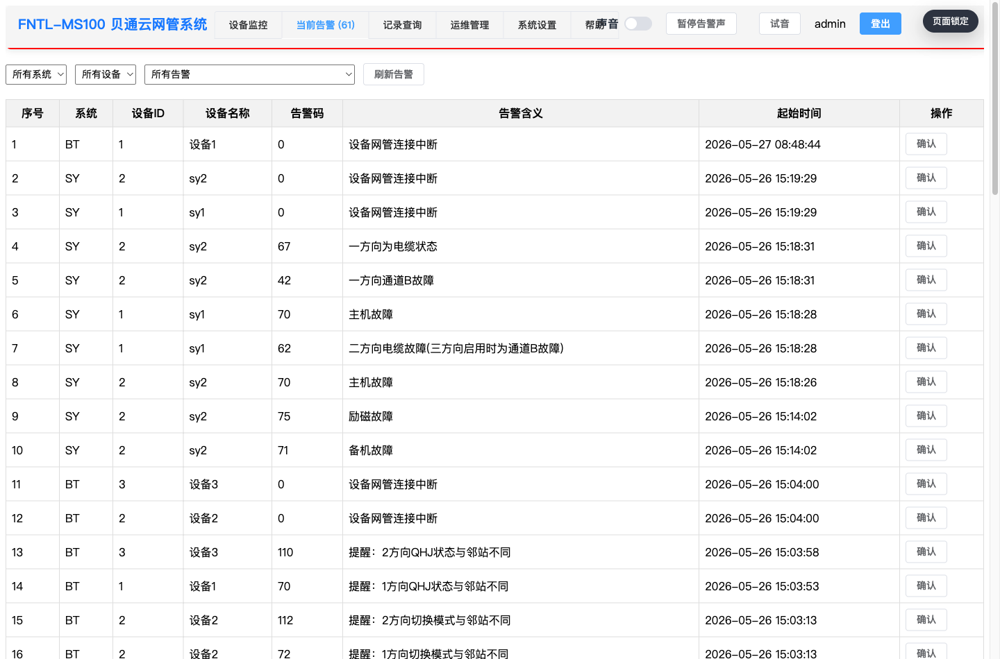 FNTL-MS100 贝通云网管系统 设备监控 当前告警 (61) 记录查询 运维管理 系统设置 帮助 声音 暂停告警声 试音 admin 登出 页面锁定
所有系统 所有设备 所有告警 刷新告警
序号 系统 设备ID 设备名称 告警码 告警含义 起始时间 操作
1 BT 1 设备1 0 设备网管连接中断 2026-05-27 08:48:44 确认
2 SY 2 sy2 0 设备网管连接中断 2026-05-26 15:19:29 确认
3 SY 1 sy1 0 设备网管连接中断 2026-05-26 15:19:29 确认
4 SY 2 sy2 67 一方向为电缆状态 2026-05-26 15:18:31 确认
5 SY 2 sy2 42 一方向通道B故障 2026-05-26 15:18:31 确认
6 SY 1 sy1 70 主机故障 2026-05-26 15:18:28 确认
7 SY 1 sy1 62 二方向电缆故障(三方向启用时为通道B故障) 2026-05-26 15:18:28 确认
8 SY 2 sy2 70 主机故障 2026-05-26 15:18:26 确认
9 SY 2 sy2 75 励磁故障 2026-05-26 15:14:02 确认
10 SY 2 sy2 71 备机故障 2026-05-26 15:14:02 确认
11 BT 3 设备3 0 设备网管连接中断 2026-05-26 15:04:00 确认
12 BT 2 设备2 0 设备网管连接中断 2026-05-26 15:04:00 确认
13 BT 3 设备3 110 提醒：2方向QHJ状态与邻站不同 2026-05-26 15:03:58 确认
14 BT 1 设备1 70 提醒：1方向QHJ状态与邻站不同 2026-05-26 15:03:53 确认
15 BT 2 设备2 112 提醒：2方向切换模式与邻站不同 2026-05-26 15:03:13 确认
16 BT 2 设备2 72 提醒：1方向切换模式与邻站不同 2026-05-26 15:03:13 确认